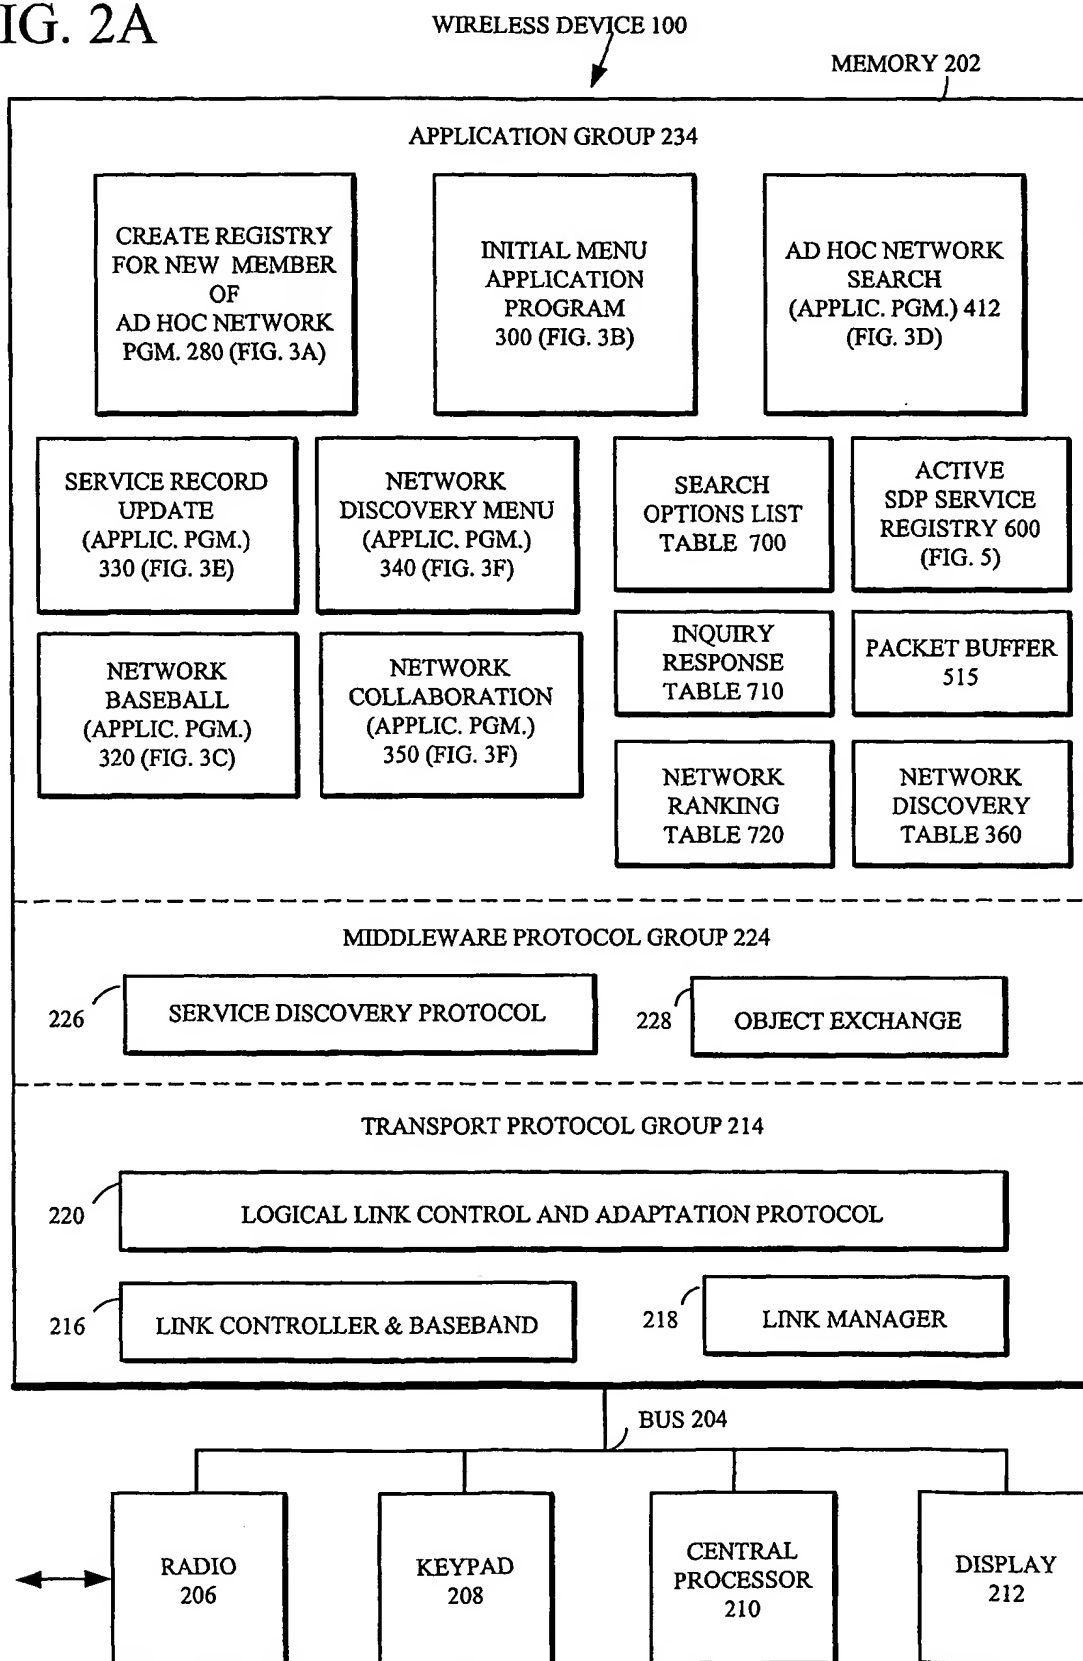 IG. 2A
WIRELESS DEVICE 100
MEMORY 202
APPLICATION GROUP 234
CREATE REGISTRY
FOR NEW MEMBER
OF
AD HOC NETWORK
PGM. 280 (FIG. 3A)
INITIAL MENU
APPLICATION
PROGRAM
300 (FIG. 3B)
AD HOC NETWORK
SEARCH
(APPLIC. PGM.) 412
(FIG. 3D)
SERVICE RECORD
UPDATE
(APPLIC. PGM.)
330 (FIG. 3E)
NETWORK
DISCOVERY MENU
(APPLIC. PGM.)
340 (FIG. 3F)
SEARCH
OPTIONS LIST
TABLE 700
ACTIVE
SDP SERVICE
REGISTRY 600
(FIG. 5)
INQUIRY
RESPONSE
TABLE 710
PACKET BUFFER
515
NETWORK
BASEBALL
(APPLIC. PGM.)
320 (FIG. 3C)
NETWORK
COLLABORATION
(APPLIC. PGM.)
350 (FIG. 3F)
NETWORK
RANKING
TABLE 720
NETWORK
DISCOVERY
TABLE 360
MIDDLEWARE PROTOCOL GROUP 224
226
SERVICE DISCOVERY PROTOCOL
228
OBJECT EXCHANGE
TRANSPORT PROTOCOL GROUP 214
220
LOGICAL LINK CONTROL AND ADAPTATION PROTOCOL
216
LINK CONTROLLER & BASEBAND
218
LINK MANAGER
BUS 204
RADIO
206
KEYPAD
208
CENTRAL
PROCESSOR
210
DISPLAY
212